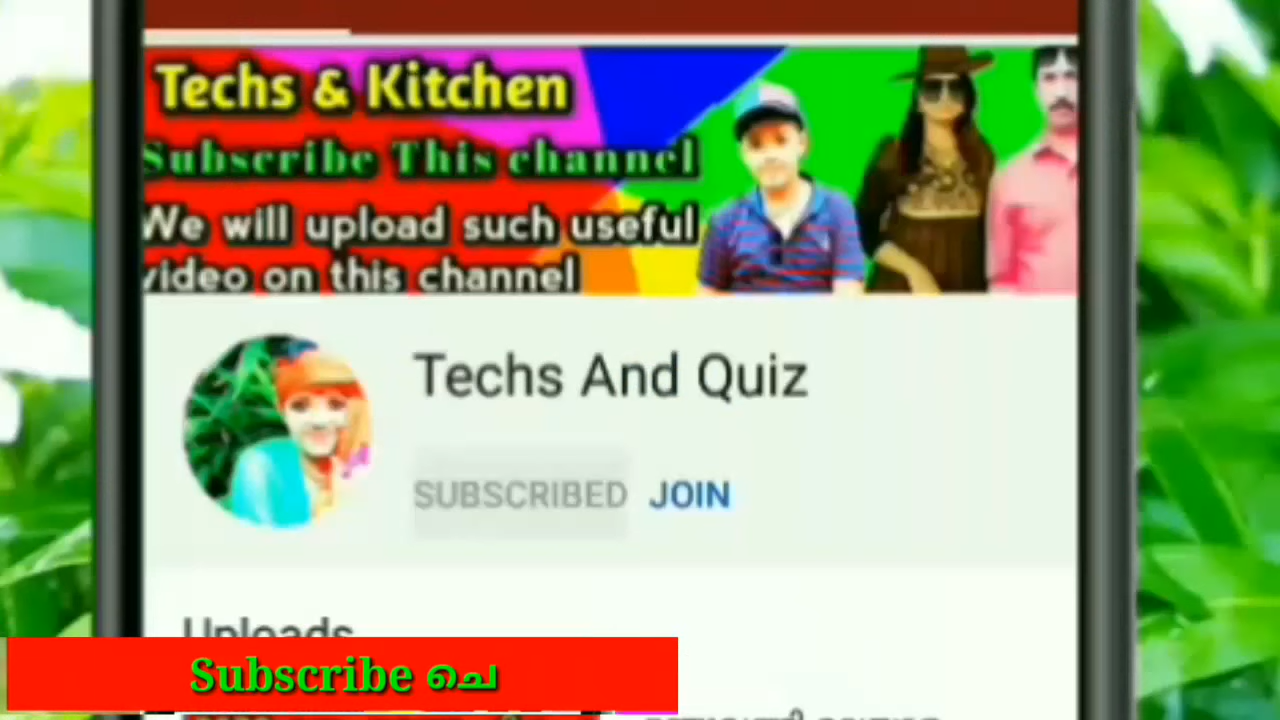 Techs & Kitchen
Subscribe This channel
We will upload such useful
video on this channel
Techs And Quiz
SUBSCRIBED JOIN
Uploads
Subscribe ചെ